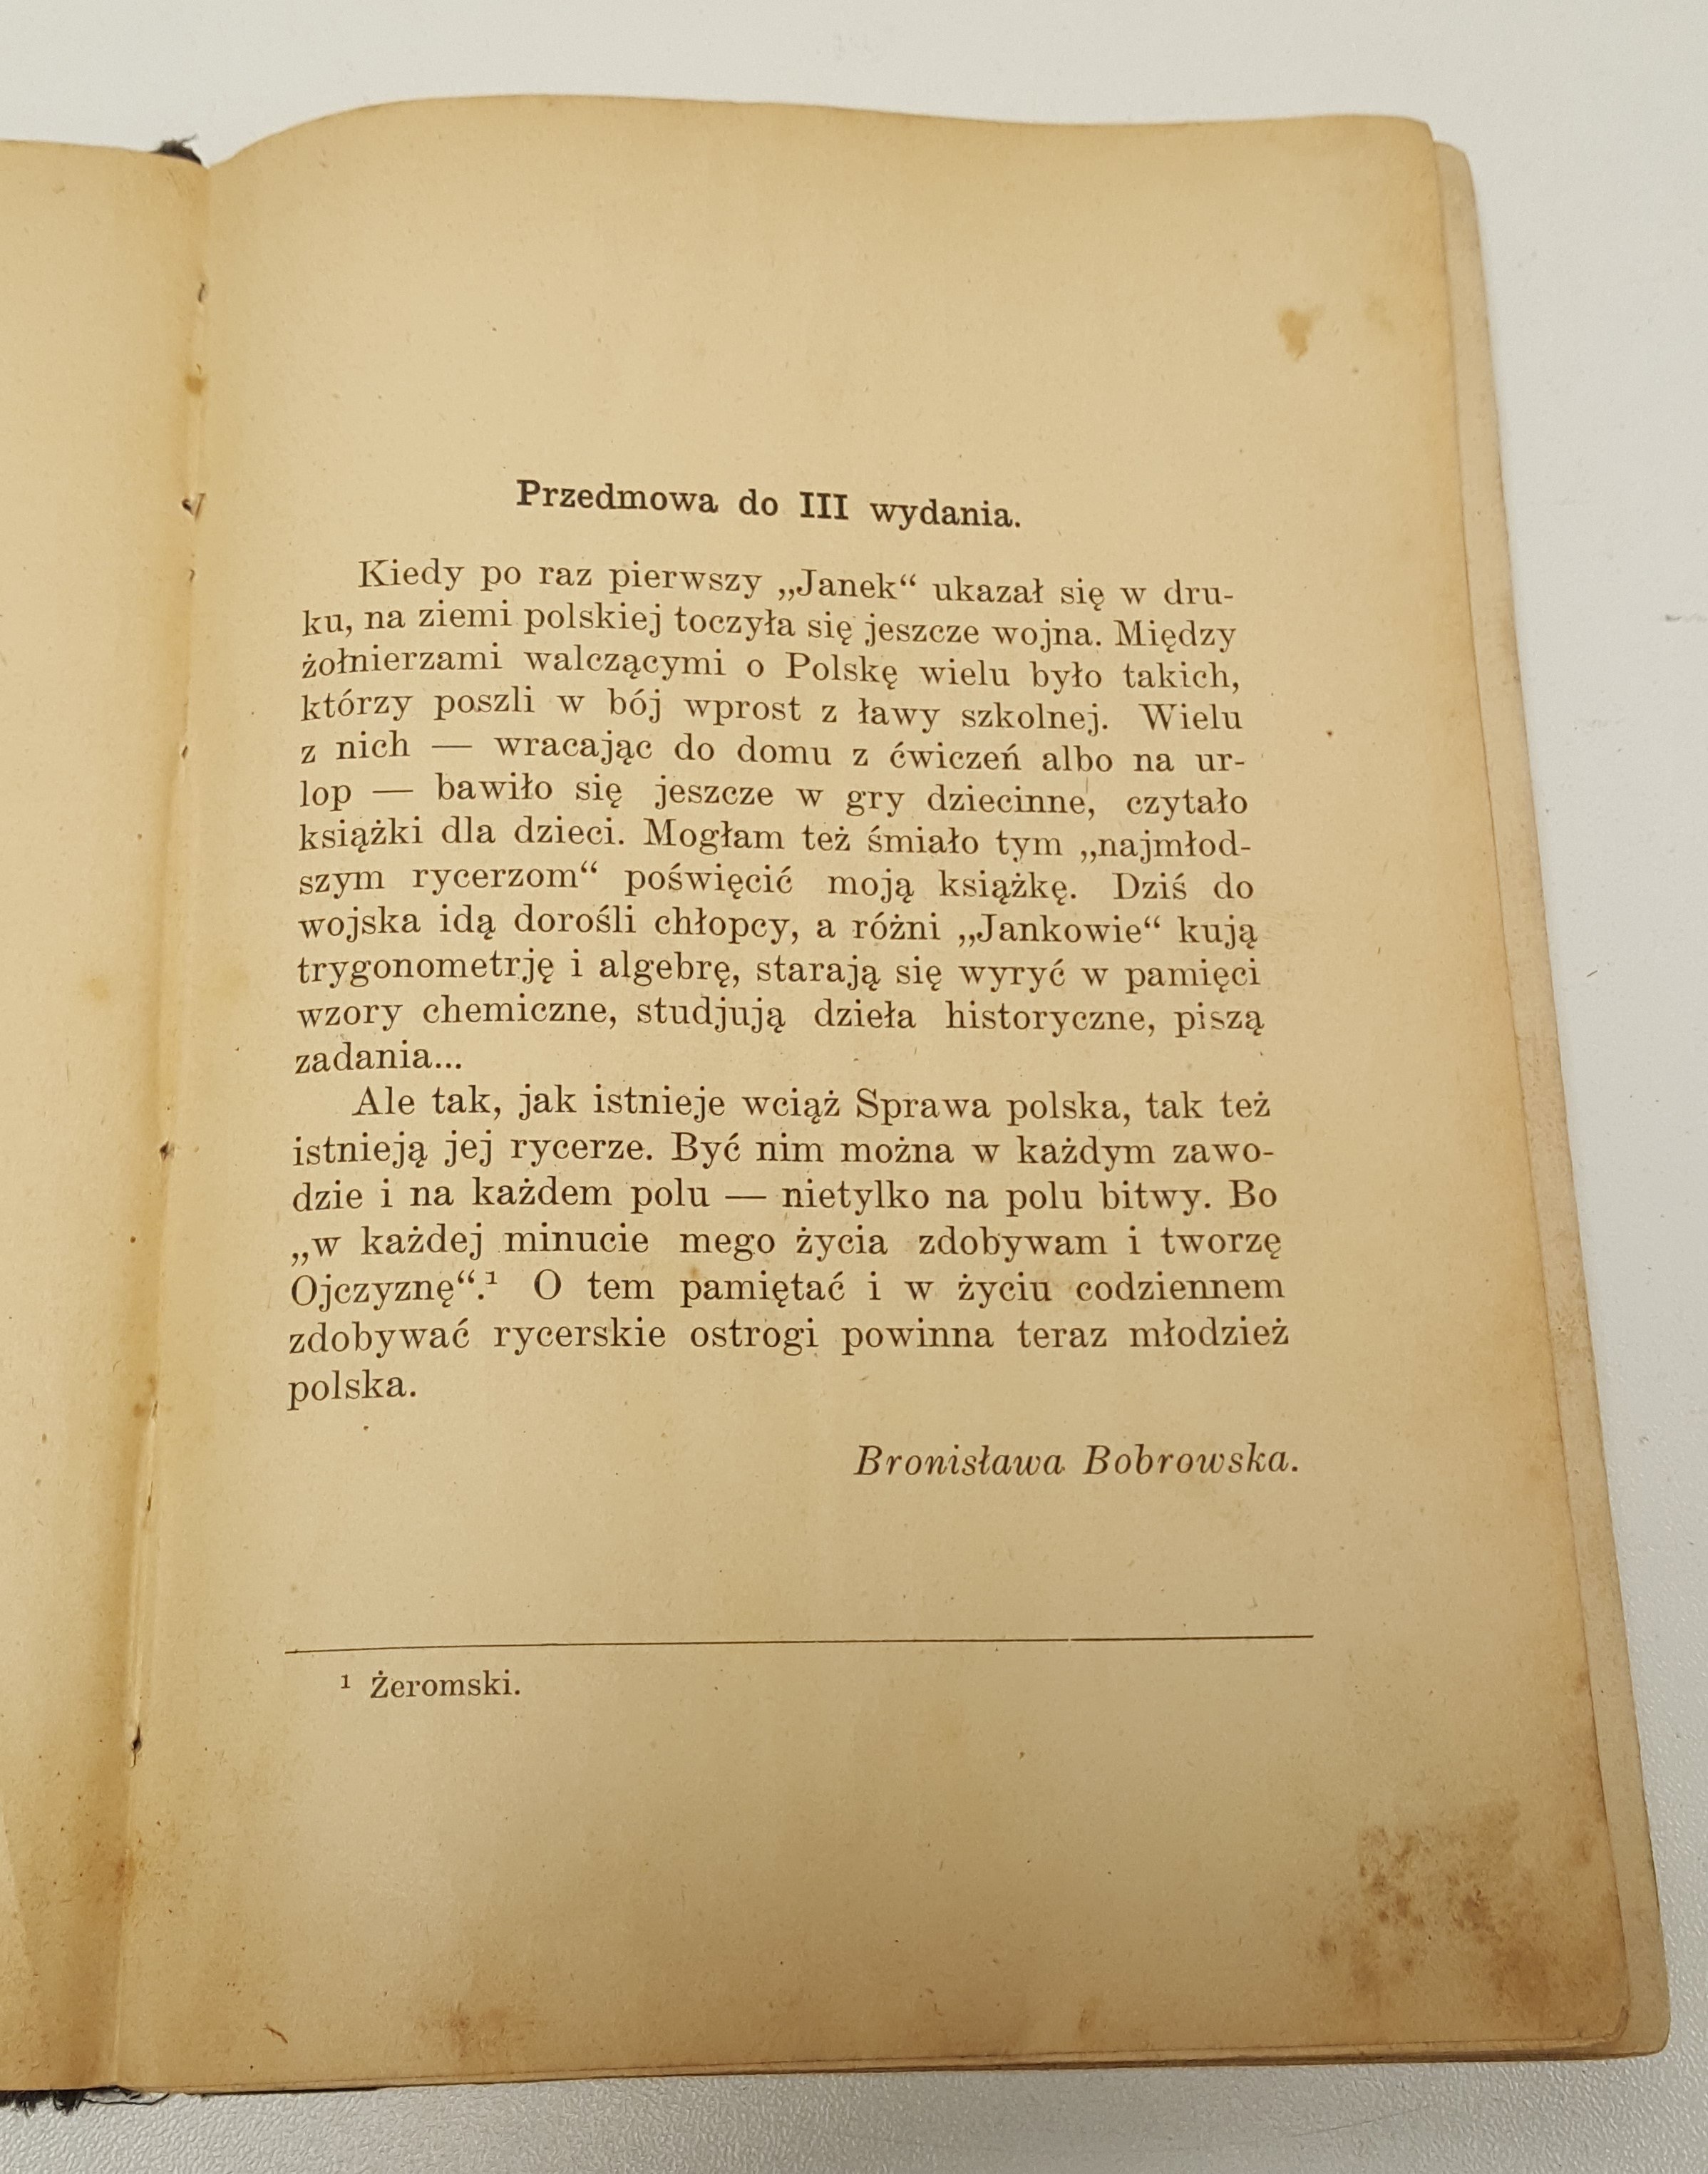 Przedmowa do III wydania.
Kiedy po raz pierwszy „Janek“ ukazał się w dru-
ku, na ziemi polskiej toczyła się jeszcze wojna. Między
żołnierzami walczącymi o Polskę wielu było takich,
którzy poszli w bój wprost z ławy szkolnej. Wielu
z nich — wracając do domu z ćwiczeń albo na ur-
lop — bawiło się jeszcze w gry dziecinne, czytało
książki dla dzieci. Mogłam też śmiało tym „najmłod-
szym rycerzom“ poświęcić moją książkę. Dziś do
wojska idą dorośli chłopcy, a różni „Jankowie“ kują
trygonometrję i algebrę, starają się wyryć w pamięci
wzory chemiczne, studjują dzieła historyczne, piszą
zadania...
Ale tak, jak istnieje wciąż Sprawa polska, tak też
istnieją jej rycerze. Być nim można w każdym zawo-
dzie i na każdem polu — nietylko na polu bitwy. Bo
„w każdej minucie mego życia zdobywam i tworzę
Ojczyznę“.¹ O tem pamiętać i w życiu codziennem
zdobywać rycerskie ostrogi powinna teraz młodzież
polska.
Bronisława Bobrowska.
¹ Żeromski.